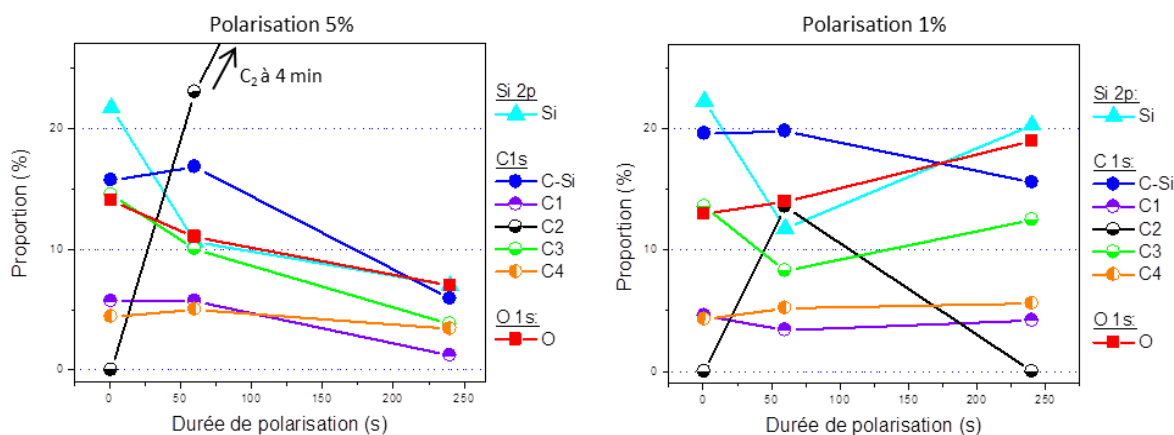 Polarisation 5%
C₂ à 4 min
Proportion (%)
20
10
0
0
50
100
150
200
250
Durée de polarisation (s)
Si 2p
Si
C1s
C-Si
C1
C2
C3
C4
O 1s:
O
Polarisation 1%
Proportion (%)
20
10
0
0
50
100
150
200
250
Durée de polarisation (s)
Si 2p:
Si
C 1s:
C-Si
C1
C2
C3
C4
O 1s:
O